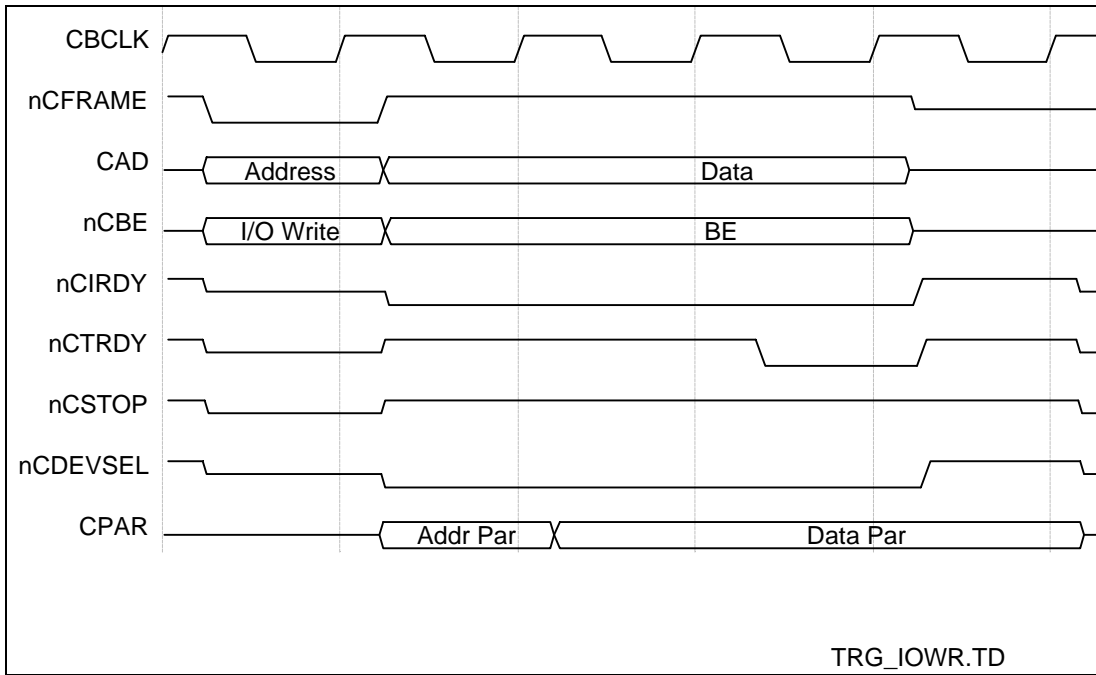 CBCLK
nCFRAME
CAD Address Data
nCBE I/O Write BE
nCIRDY
nCTRDY
nCSTOP
nCDEVSEL
CPAR Addr Par Data Par
TRG_IOWR.TD